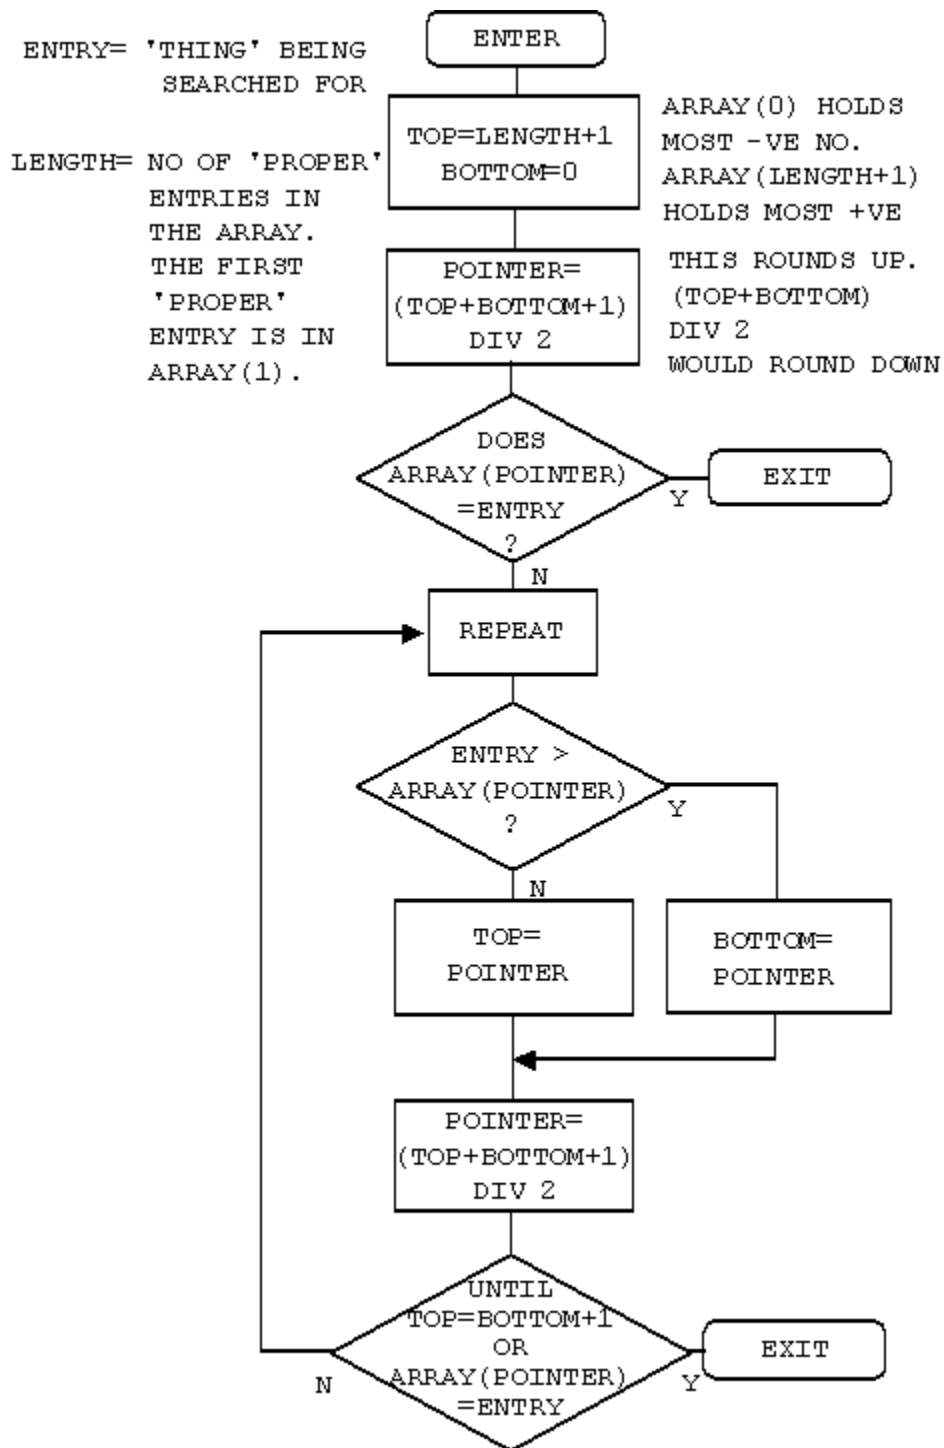 ENTER
ENTRY= 'THING' BEING
SEARCHED FOR
TOP=LENGTH+1
BOTTOM=0
ARRAY(0) HOLDS
MOST -VE NO.
ARRAY(LENGTH+1)
HOLDS MOST +VE
LENGTH= NO OF 'PROPER'
ENTRIES IN
THE ARRAY.
THE FIRST
'PROPER'
ENTRY IS IN
ARRAY(1).
POINTER=
(TOP+BOTTOM+1)
DIV 2
THIS ROUNDS UP.
(TOP+BOTTOM)
DIV 2
WOULD ROUND DOWN
DOES
ARRAY(POINTER)
=ENTRY
?
Y
EXIT
N
REPEAT
ENTRY >
ARRAY(POINTER)
?
Y
N
TOP=
POINTER
BOTTOM=
POINTER
POINTER=
(TOP+BOTTOM+1)
DIV 2
UNTIL
TOP=BOTTOM+1
OR
ARRAY(POINTER)
=ENTRY
N
Y
EXIT